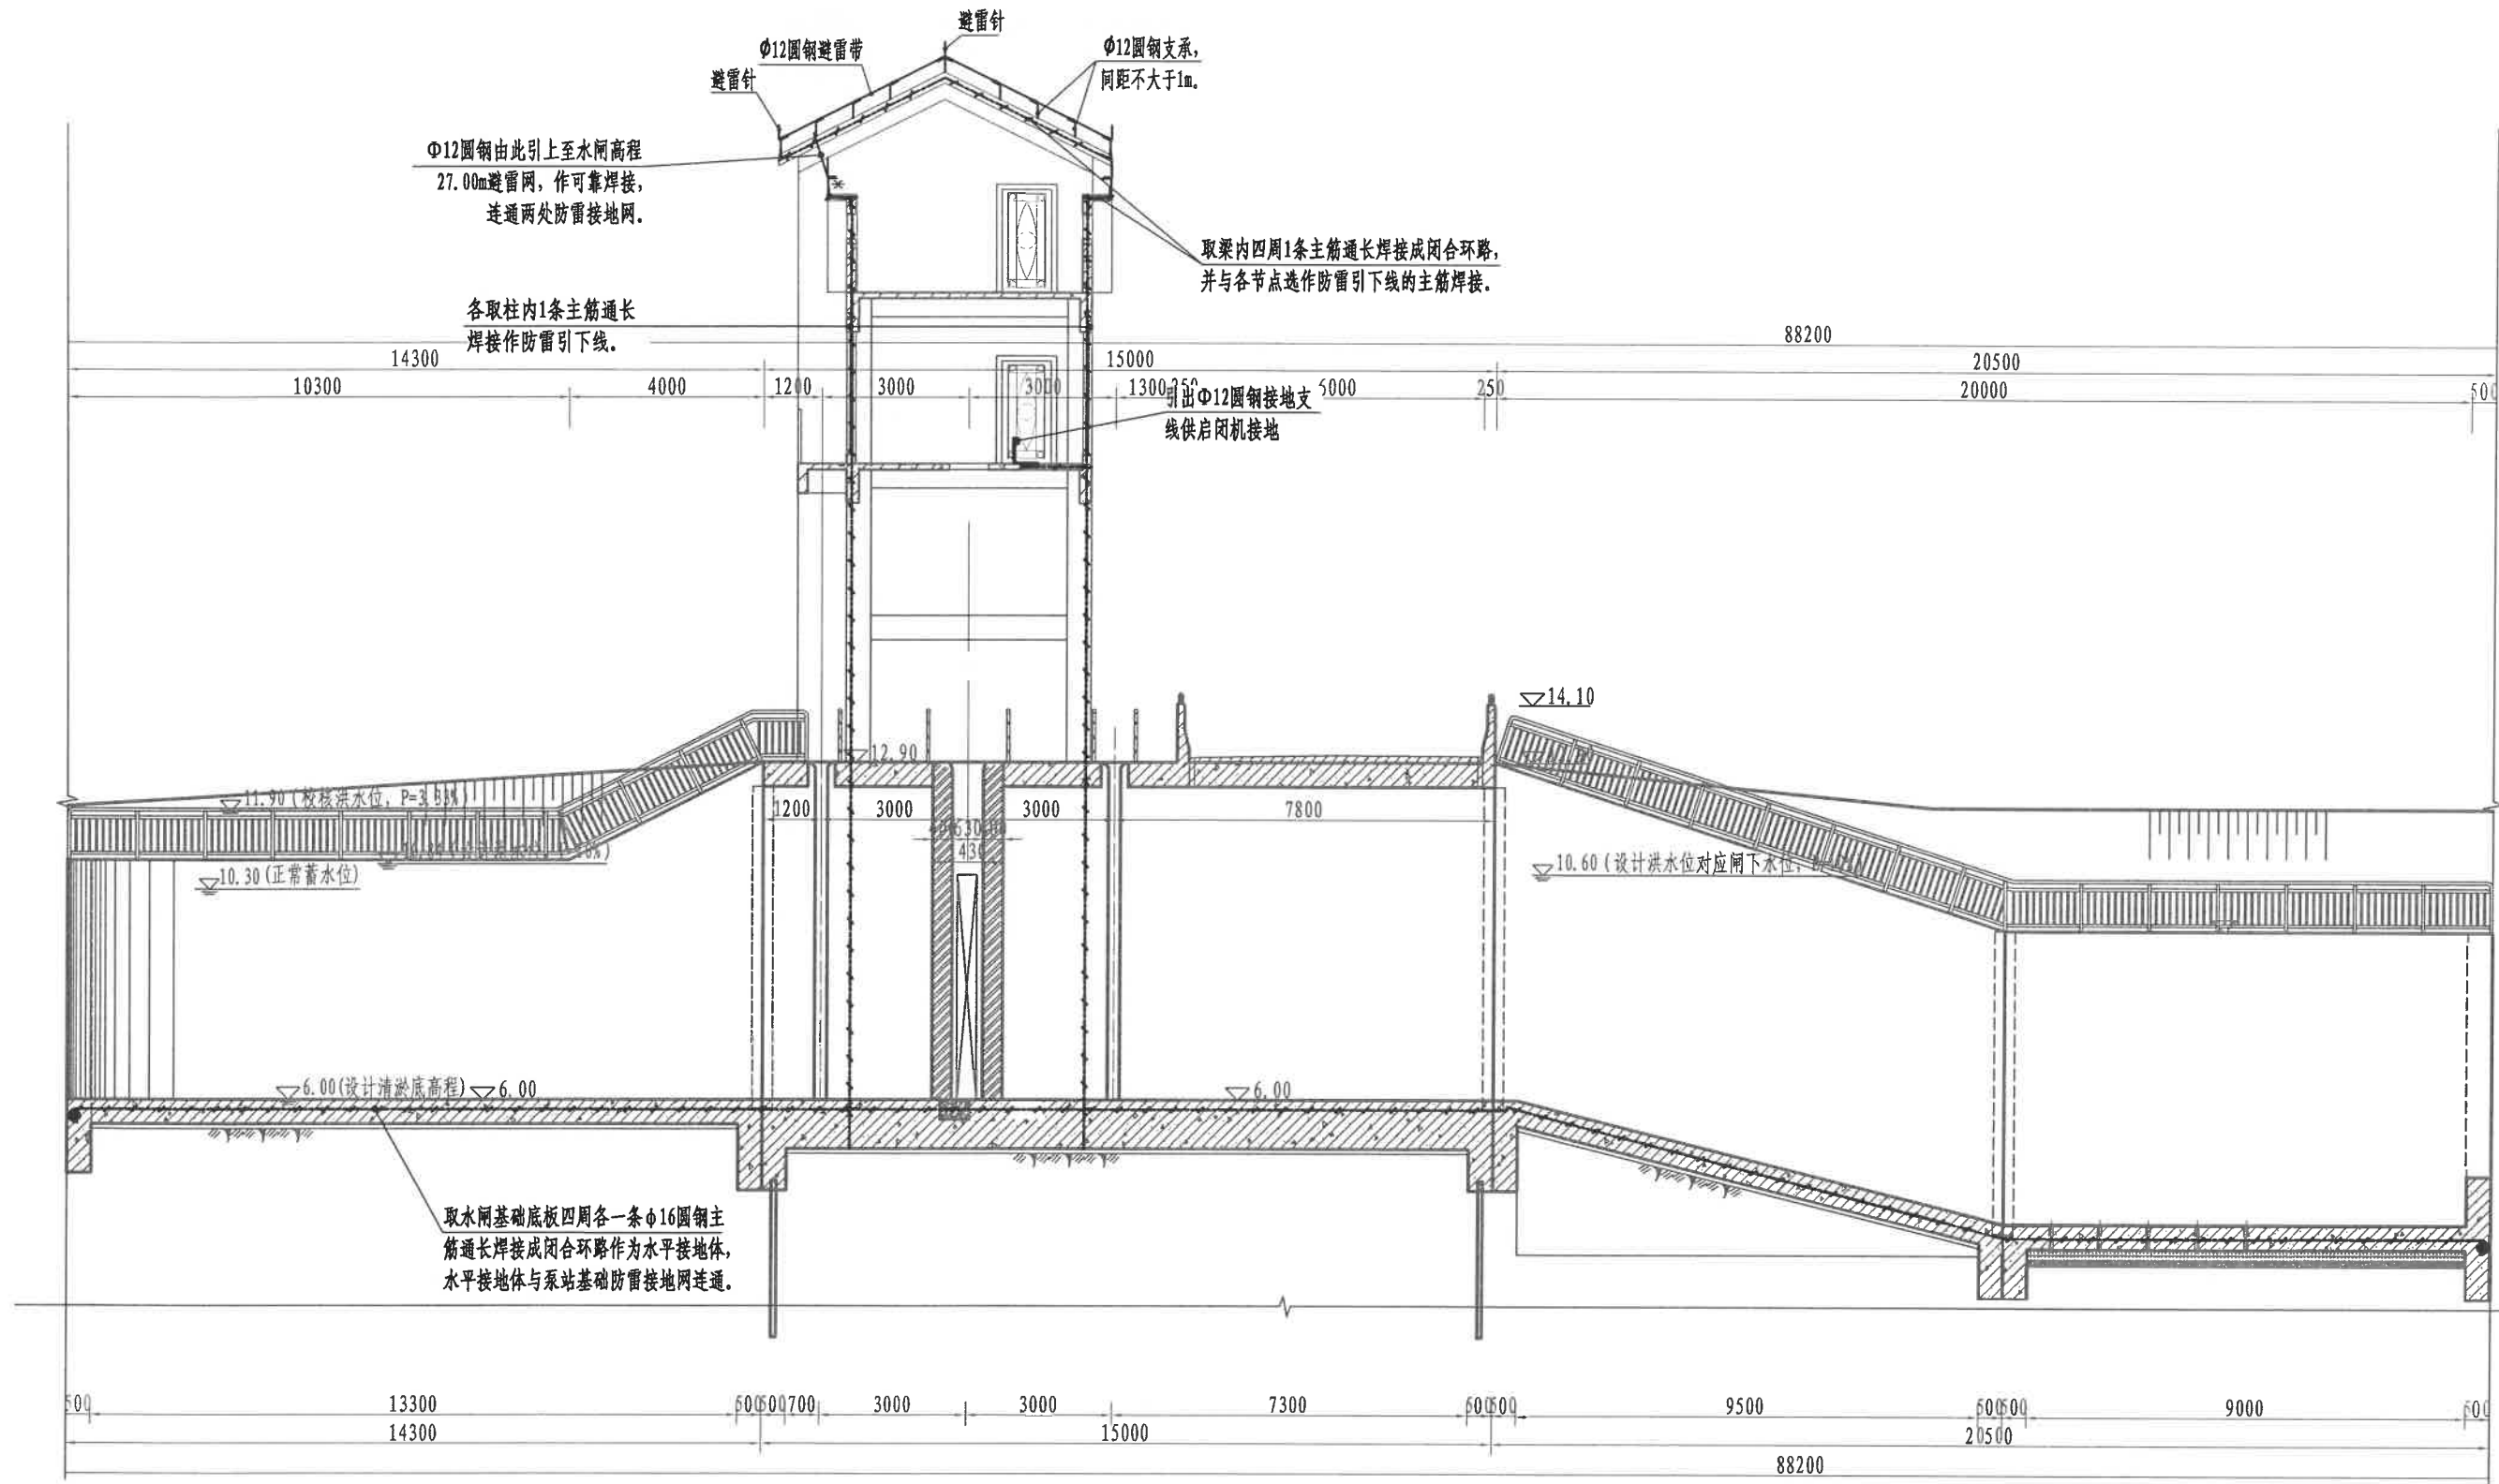 避雷针
Φ12圆钢避雷带
避雷针
Φ12圆钢支承，
间距不大于1m。
Φ12圆钢由此引上至水闸高程
27.00m避雷网，作可靠焊接，
连通两处防雷接地网。
取梁内四周1条主筋通长焊接成闭合环路，
并与各节点选作防雷引下线的主筋焊接。
各取柱内1条主筋通长
焊接作防雷引下线。
88200
14300 15000 20500
10300 4000 1200 3000 3000 1300 250 20000 500
引出Φ12圆钢接地支
线供启闭机接地
14.10
12.90
11.90(校核洪水位，P=3.33%)
1200 3000 3000 7800
10.30(正常蓄水位)
10.60(设计洪水位对应闸下水位，
6.00(设计清淤底高程) 6.00 6.00
取水闸基础底板四周各一条Φ16圆钢主
筋通长焊接成闭合环路作为水平接地体，
水平接地体与泵站基础防雷接地网连通。
500 13300 700 3000 3000 7300 9500 9000 500
14300 15000 20500
88200